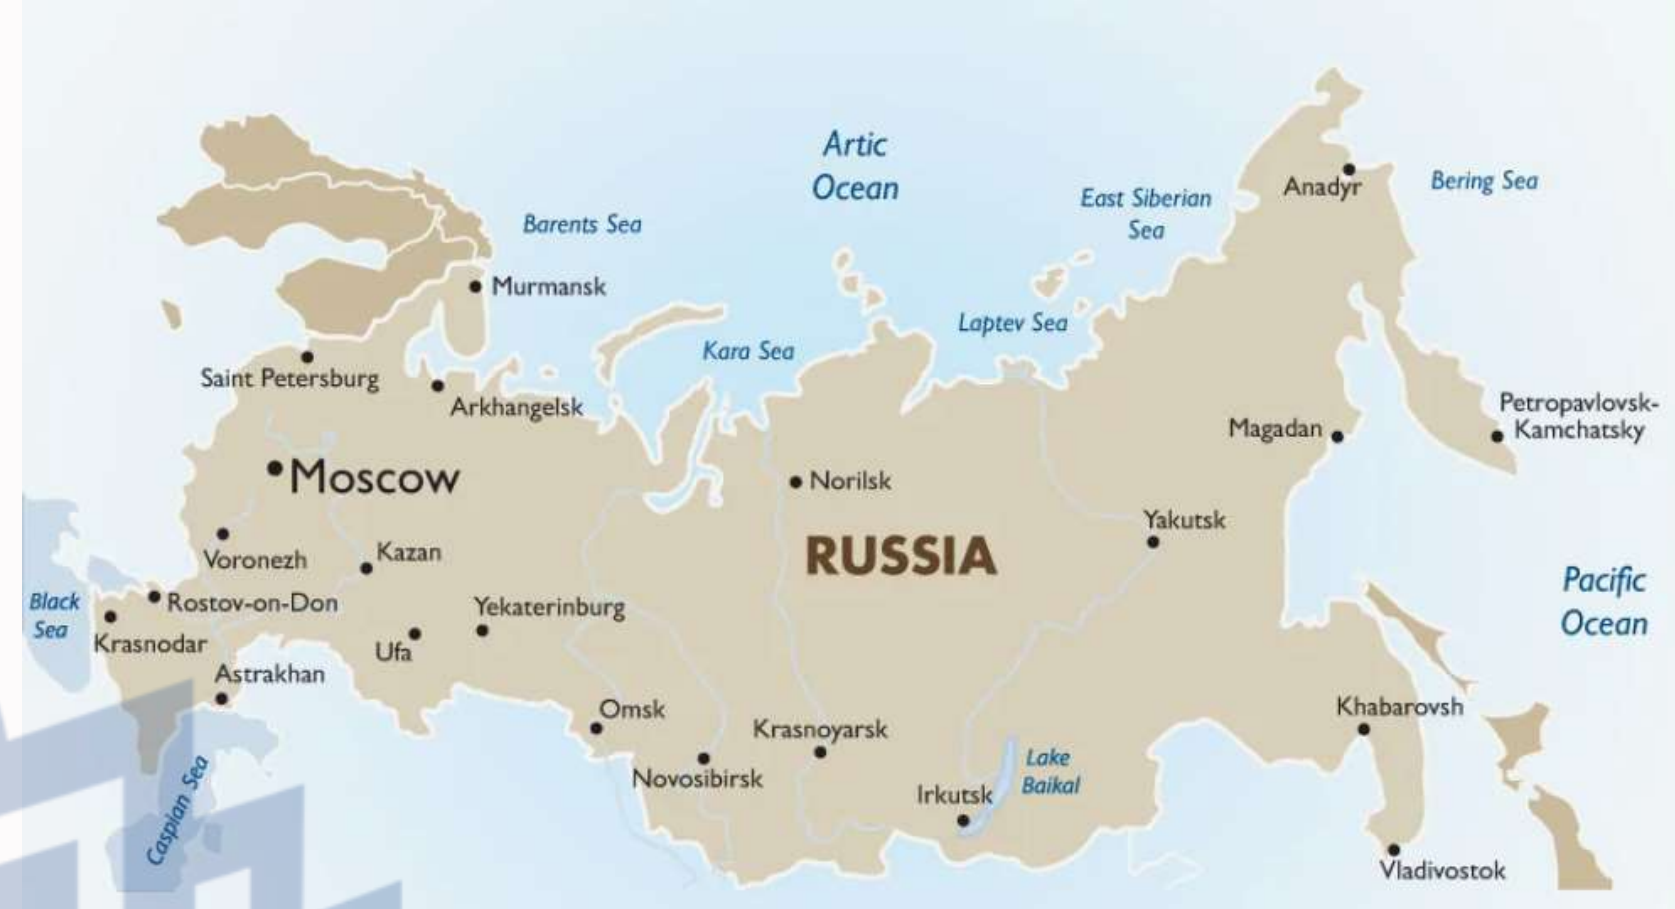 Artic
Ocean
Bering Sea
Anadyr
East Siberian
Sea
Barents Sea
Murmansk
Laptev Sea
Kara Sea
Saint Petersburg
Arkhangelsk
Petropavlovsk-
Kamchatsky
Magadan
Moscow
Norilsk
Yakutsk
RUSSIA
Voronezh
Kazan
Pacific
Ocean
Black
Sea
Rostov-on-Don
Yekaterinburg
Krasnodar
Ufa
Astrakhan
Omsk
Khabarovsh
Krasnoyarsk
Novosibirsk
Lake
Baikal
Irkutsk
Caspian Sea
Vladivostok